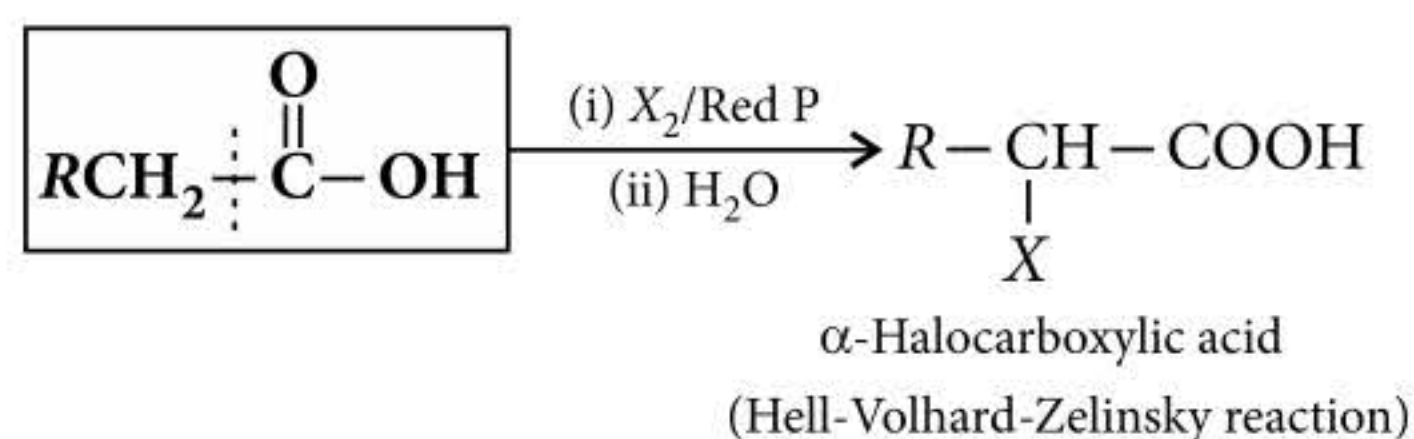 O
||
RCH₂ – C – OH
(i) X₂/Red P
(ii) H₂O
R – CH – COOH
|
X
α-Halocarboxylic acid
(Hell-Volhard-Zelinsky reaction)